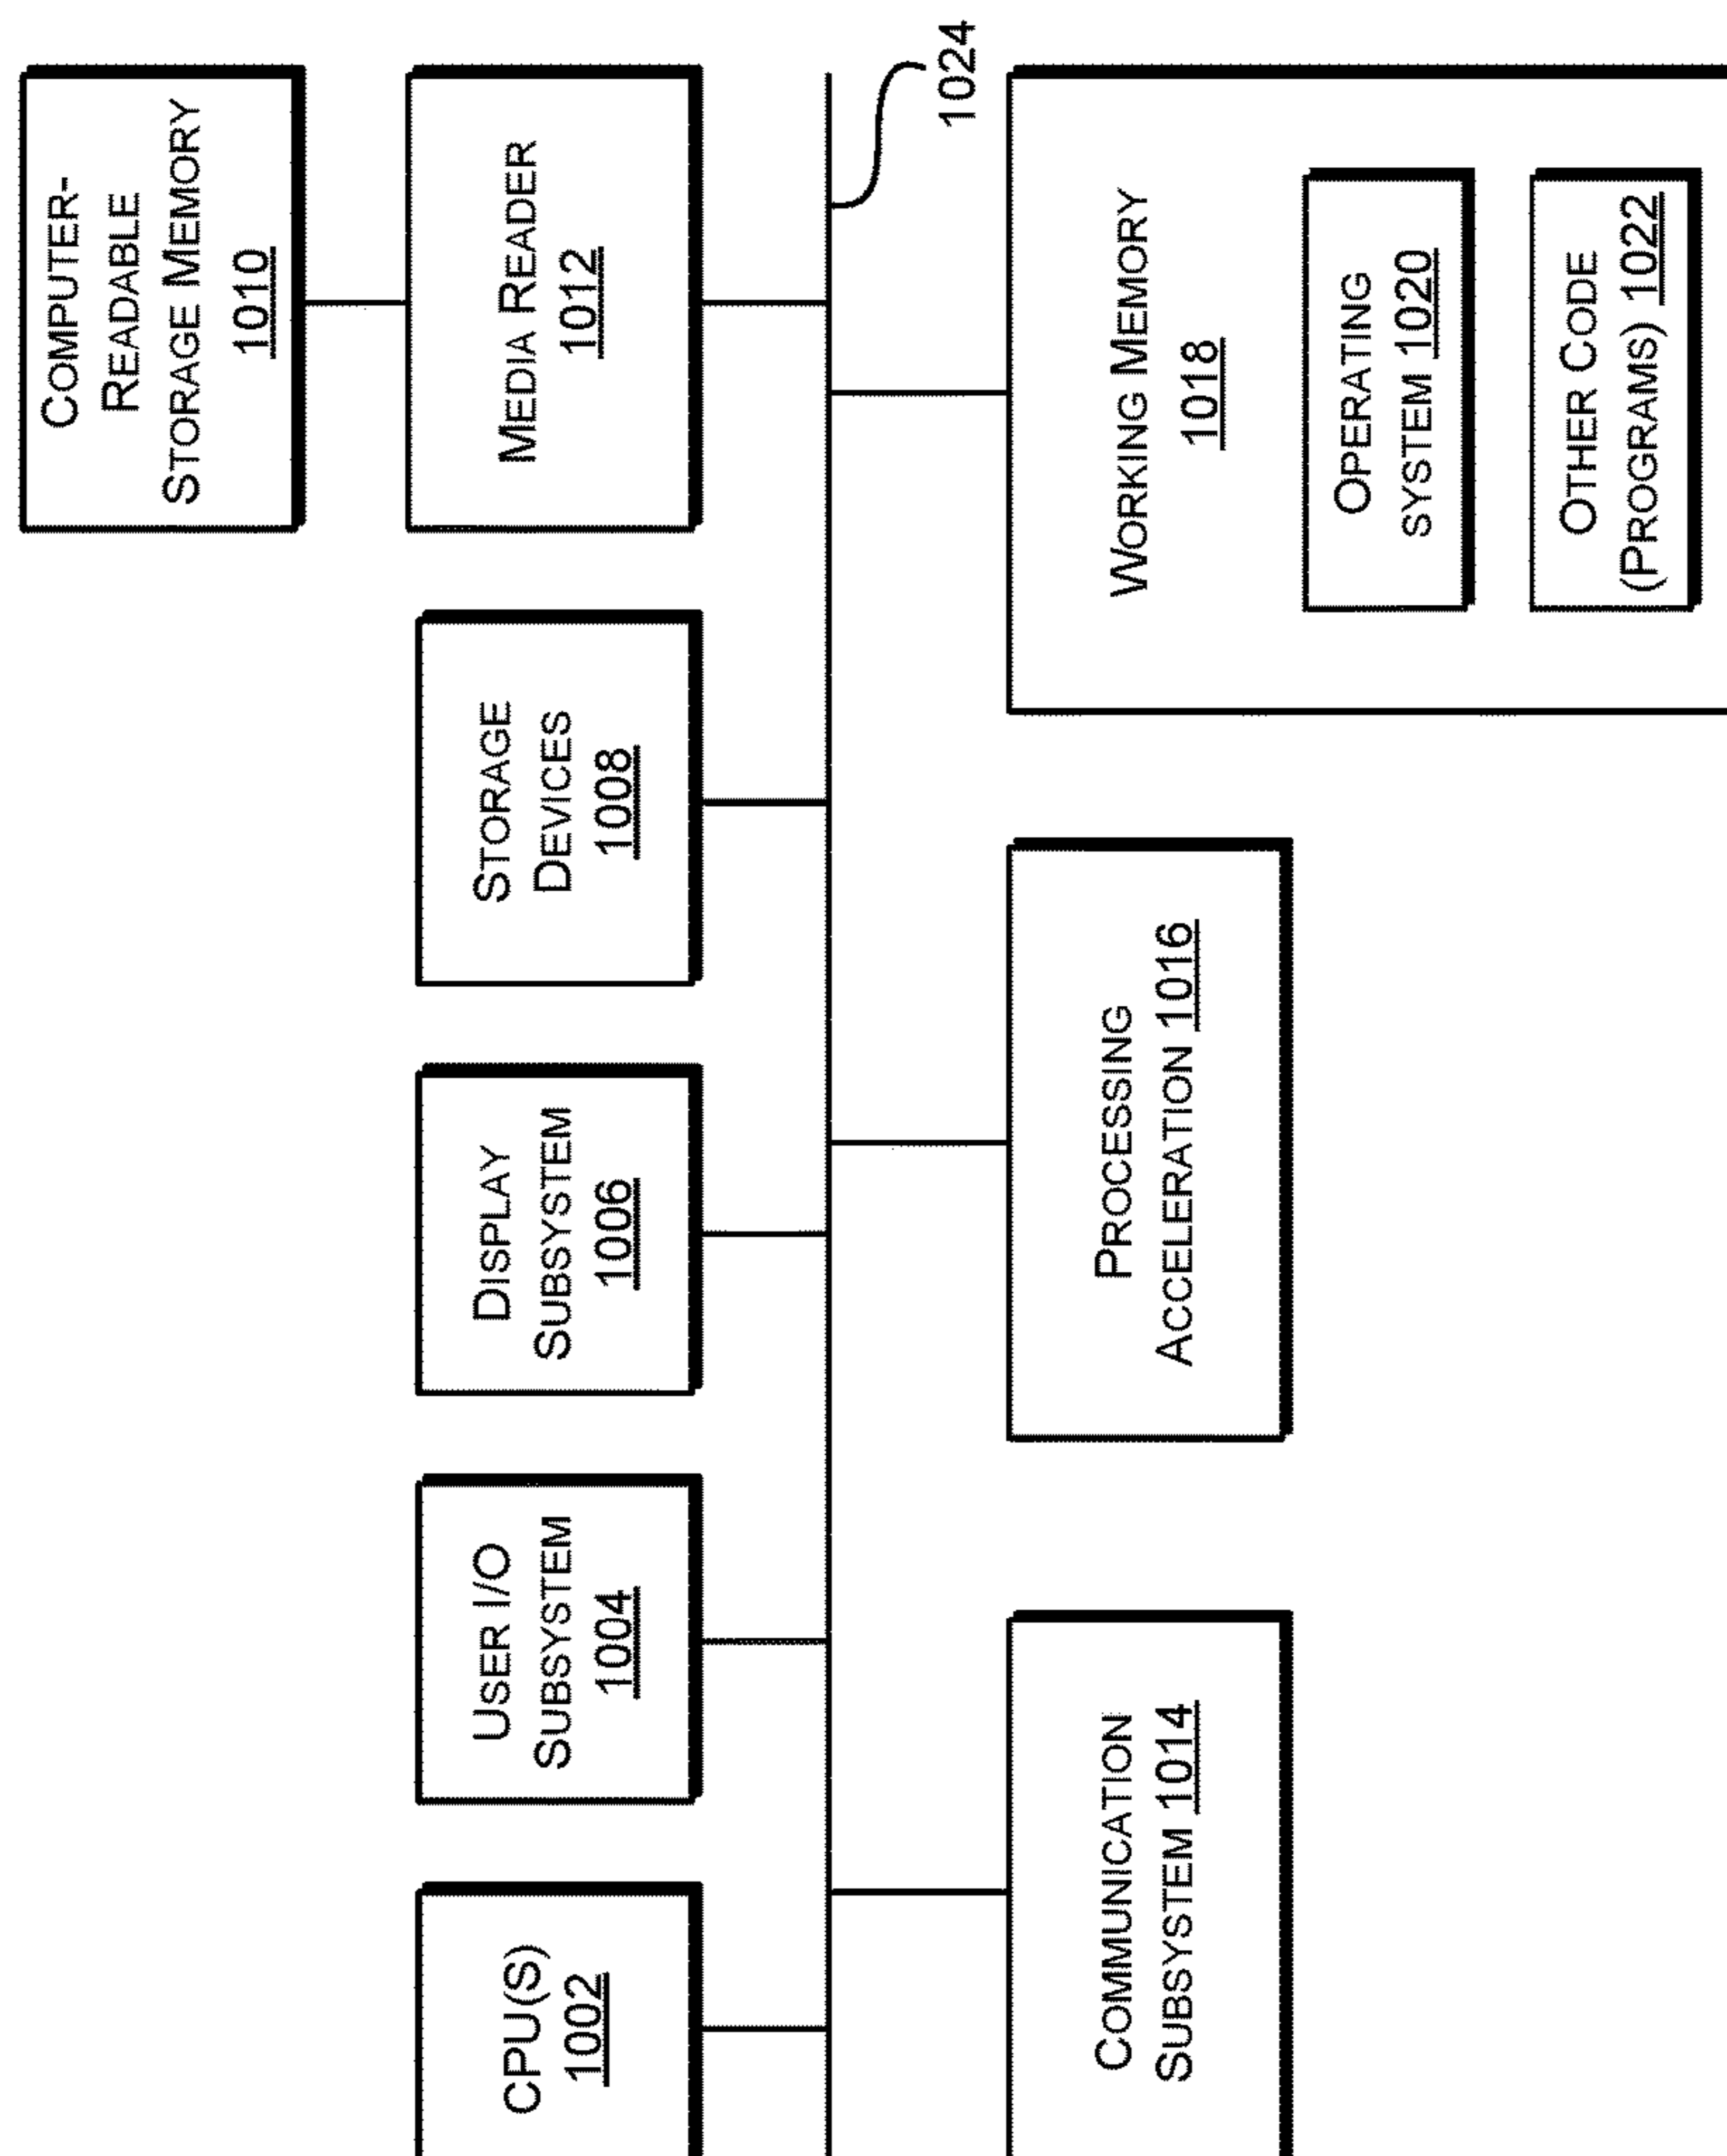 COMPUTER-
READABLE
STORAGE MEMORY
1010
CPU(S)
1002
USER I/O
SUBSYSTEM
1004
DISPLAY
SUBSYSTEM
1006
STORAGE
DEVICES
1008
MEDIA READER
1012
1024
COMMUNICATION
SUBSYSTEM 1014
PROCESSING
ACCELERATION 1016
WORKING MEMORY
1018
OPERATING
SYSTEM 1020
OTHER CODE
(PROGRAMS) 1022